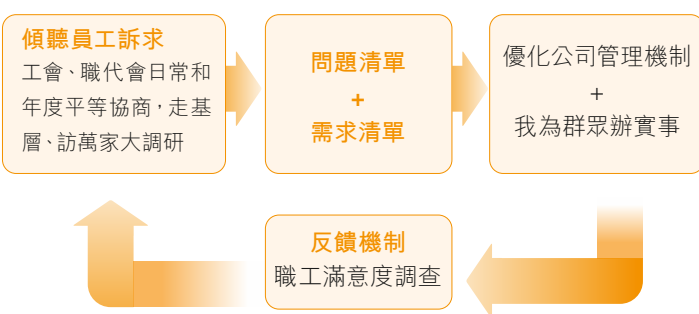 傾聽員工訴求
工會、職代會日常和
年度平等協商，走基
層、訪萬家大調研
問題清單
+
需求清單
優化公司管理機制
+
我為群眾辦實事
反饋機制
職工滿意度調查